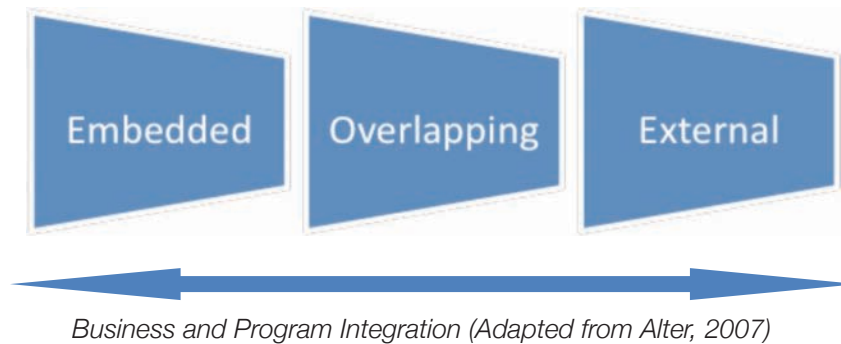 Embedded Overlapping External
Business and Program Integration (Adapted from Alter, 2007)